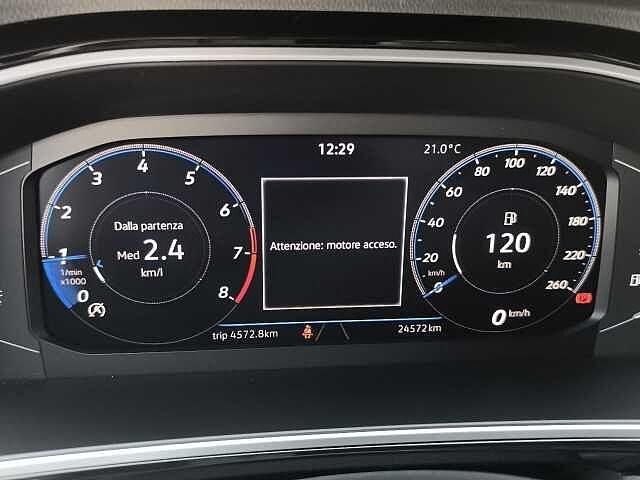 12:29
21.0°C
0
1
2
3
4
5
6
7
8
1/min
x1000
Dalla partenza
Med 2.4
km/l
Attenzione: motore acceso.
0
20
40
60
80
100
120
140
180
220
260
km/h
120
km
0 km/h
trip 4572.8km
24572km